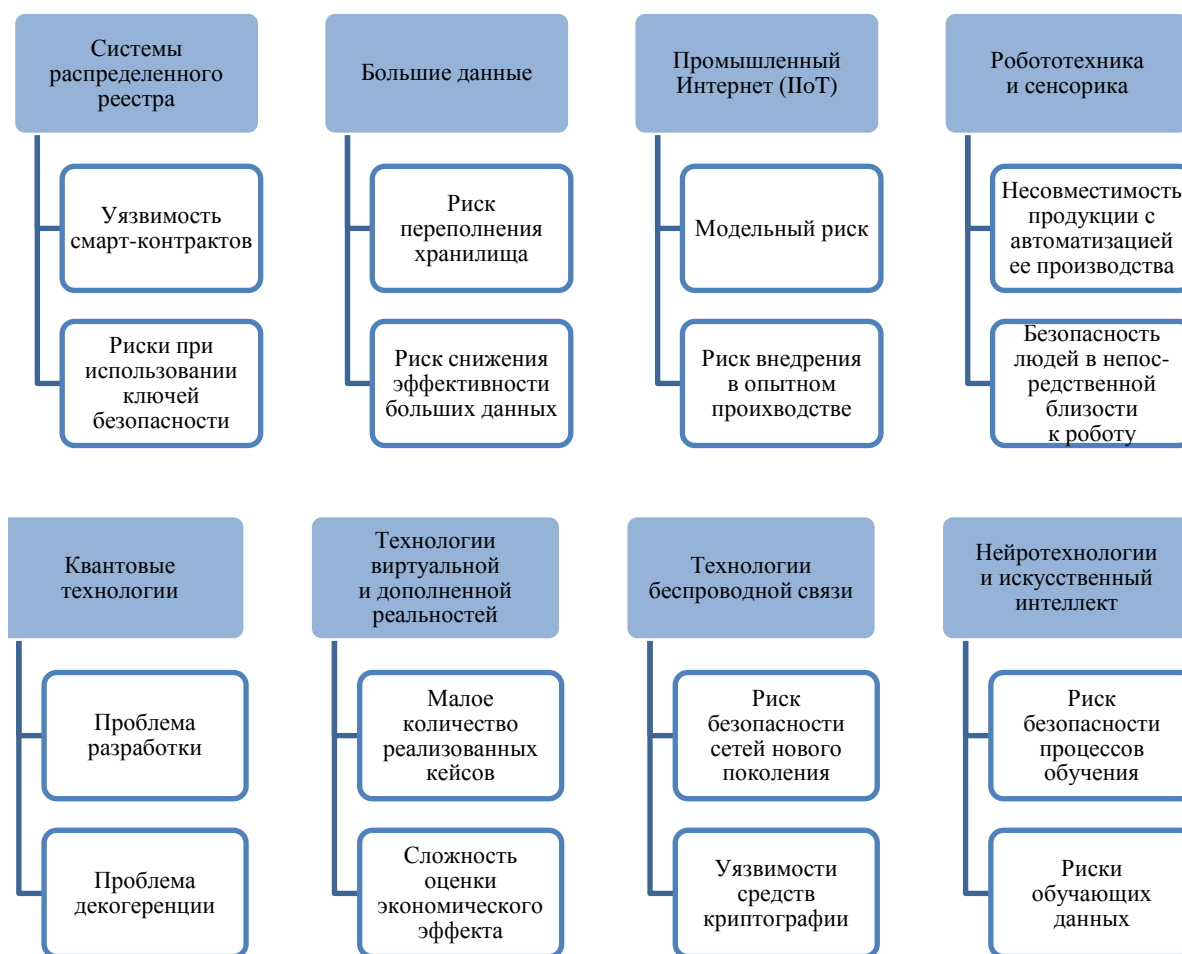 Системы
распределенного
реестра
Уязвимость
смарт-контрактов
Риски при
использовании
ключей
безопасности
Большие данные
Риск
переполнения
хранилища
Риск снижения
эффективности
больших данных
Промышленный
Интернет (IIoT)
Модельный риск
Риск внедрения
в опытном
проихводстве
Робототехника
и сенсорика
Несовместимость
продукции с
автоматизацией
ее производства
Безопасность
людей в непос-
редственной
близости
к роботу
Квантовые
технологии
Проблема
разработки
Проблема
декогеренции
Технологии
виртуальной
и дополненной
реальностей
Малое
количество
реализованных
кейсов
Сложность
оценки
экономического
эффекта
Технологии
беспроводной связи
Риск
безопасности
сетей нового
поколения
Уязвимости
средств
криптографии
Нейротехнологии
и искусственный
интеллект
Риск
безопасности
процессов
обучения
Риски
обучающих
данных